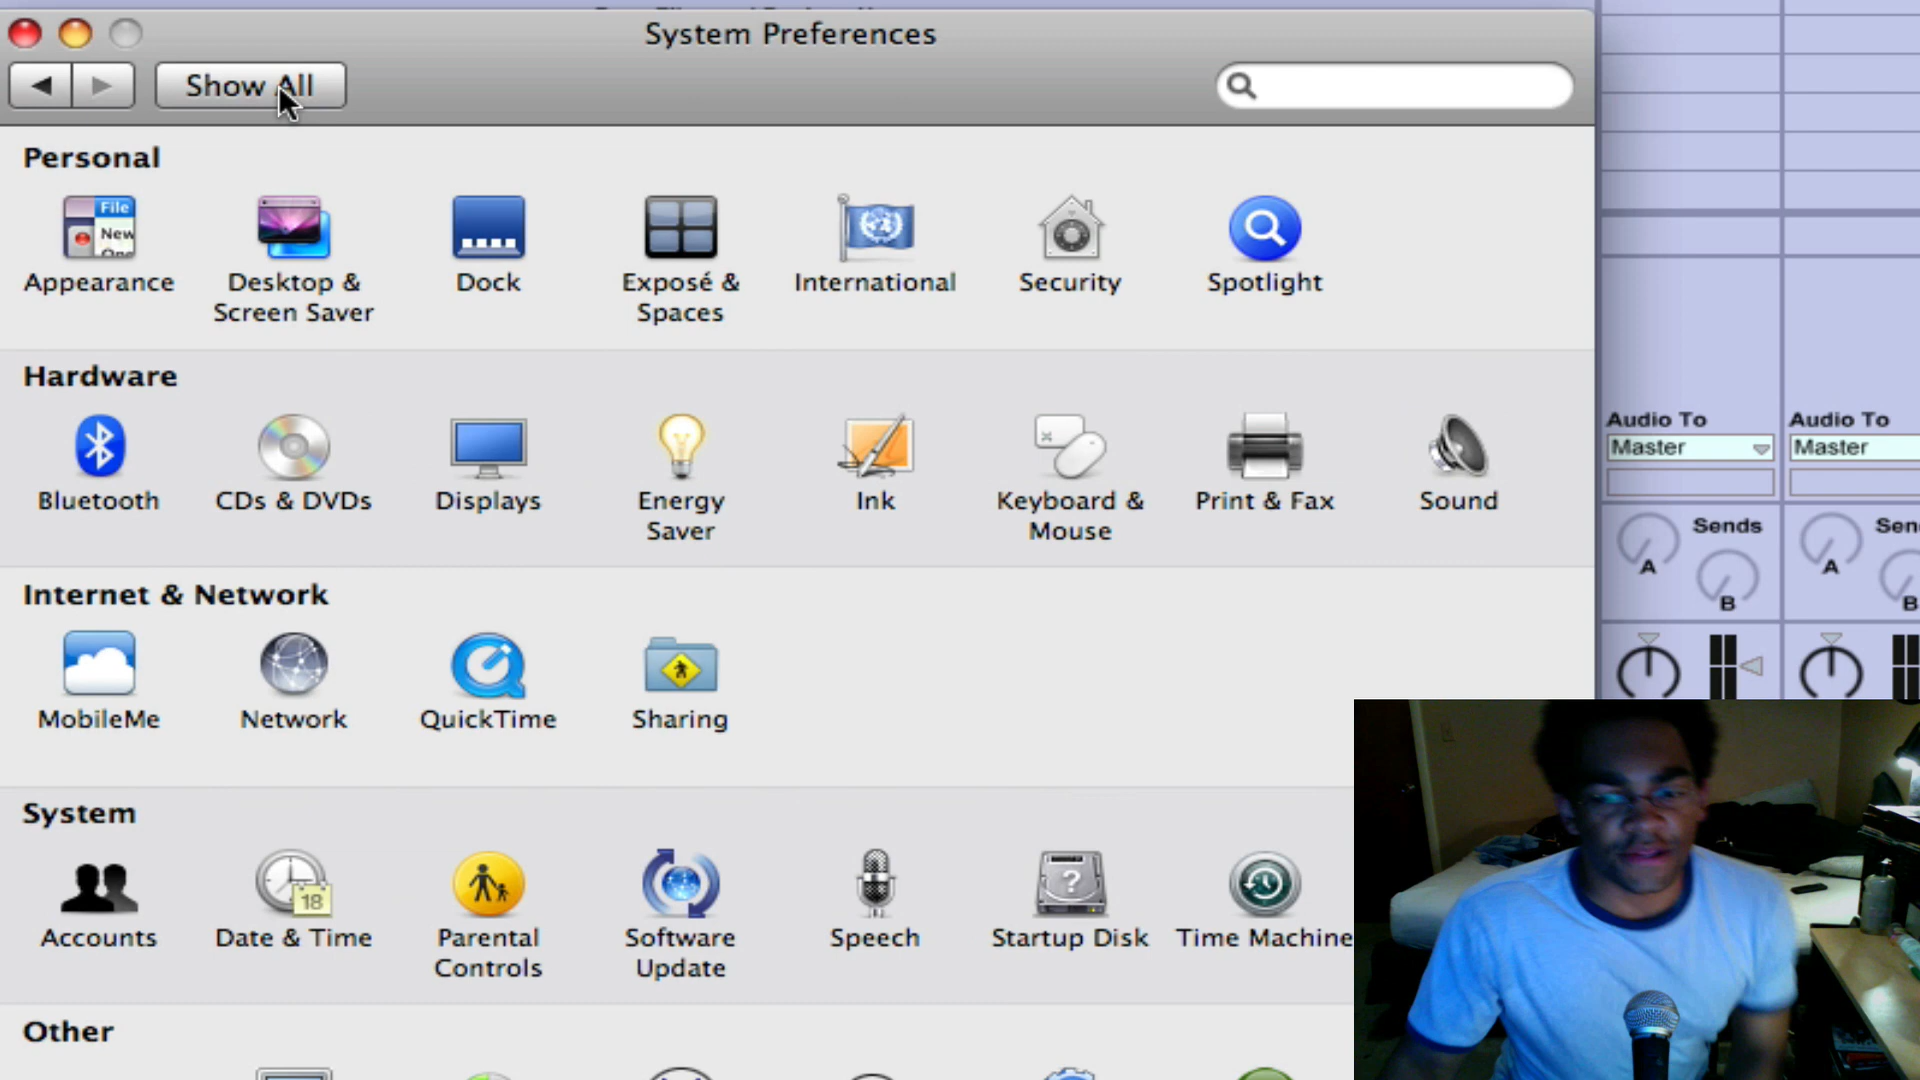 System Preferences
Show All
Personal
File
New
Appearance
Desktop &
Screen Saver
Dock
Exposé &
Spaces
International
Security
Spotlight
Hardware
Bluetooth
CDs & DVDs
Displays
Energy
Saver
Ink
Keyboard &
Mouse
Print & Fax
Sound
Internet & Network
MobileMe
Network
QuickTime
Sharing
System
18
?
Accounts
Date & Time
Parental
Controls
Software
Update
Speech
Startup Disk
Time Machine
Other
Audio To
Audio To
Master
Master
Sends
Sen
A
B
A
B